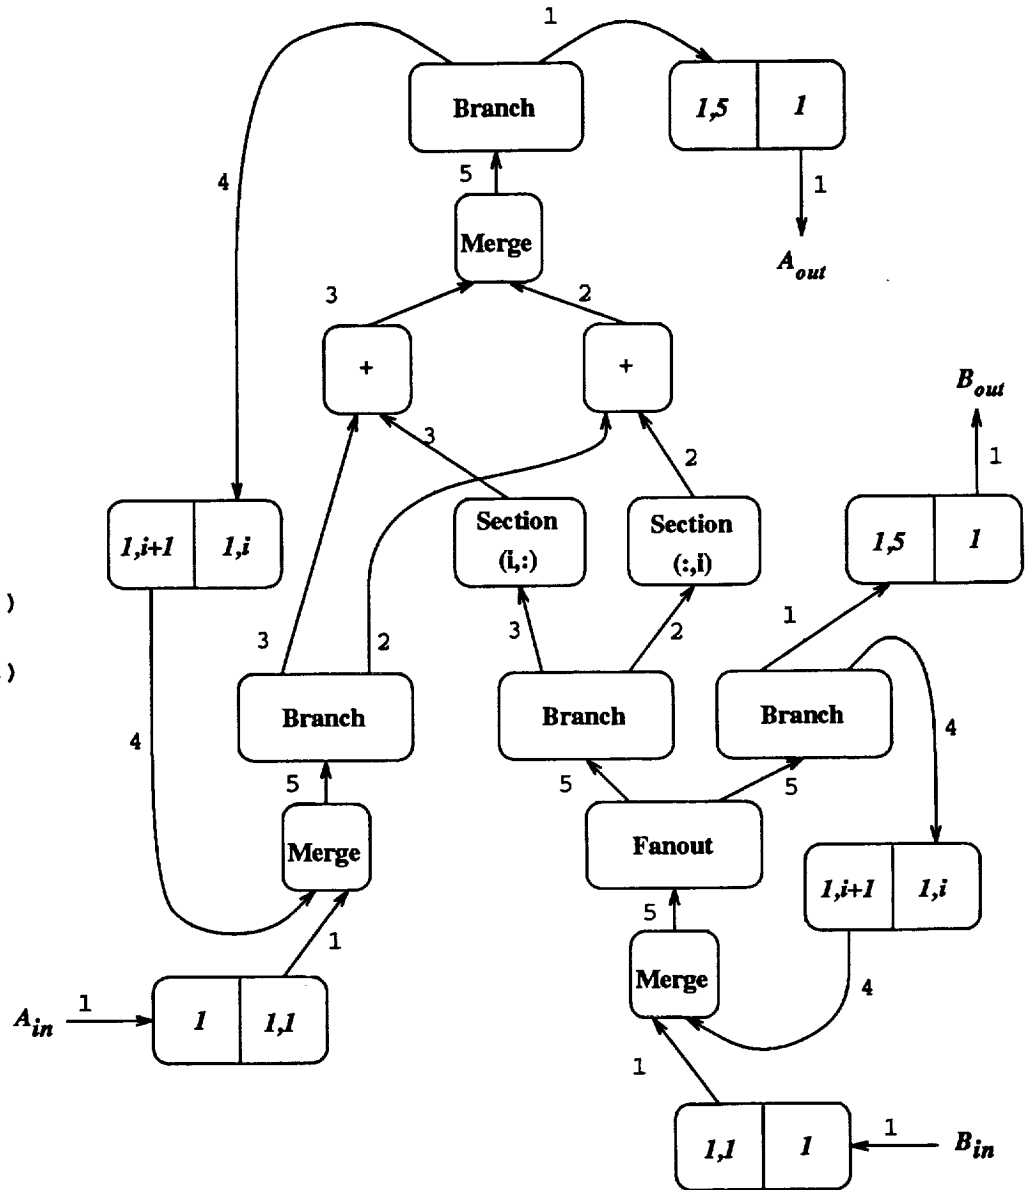 1
Branch
1,5 1
4
5
1
Merge
A_out
3
2
+
+
B_out
3
2
1
1,i+1 1,i
Section
(i,:)
Section
(:,i)
1,5 1
)
3
2
3
2
1
)
Branch
Branch
Branch
4
4
5
5
5
Merge
Fanout
1,i+1 1,i
5
1
Merge
4
A_in
1
1 1,1
1
1,1 1
1
B_in